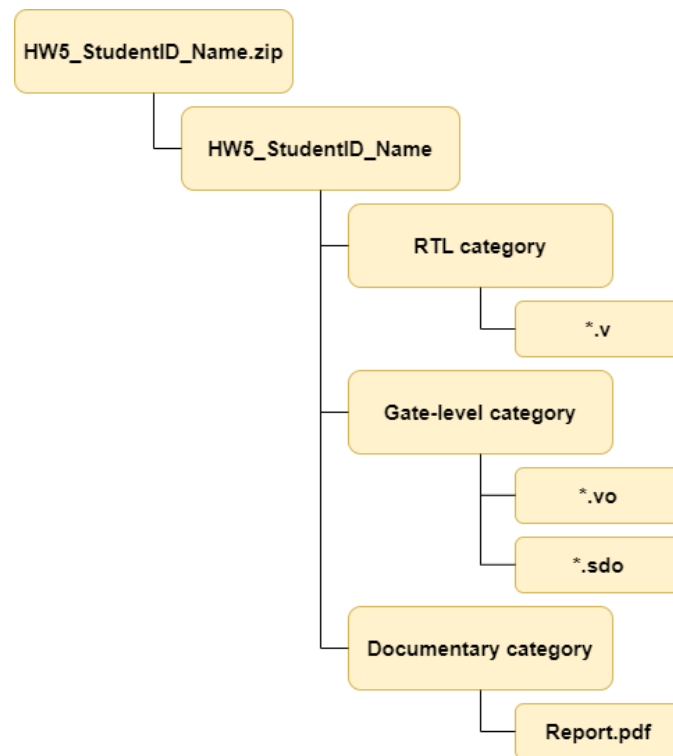 HW5_StudentID_Name.zip
HW5_StudentID_Name
RTL category
*.v
Gate-level category
*.vo
*.sdo
Documentary category
Report.pdf